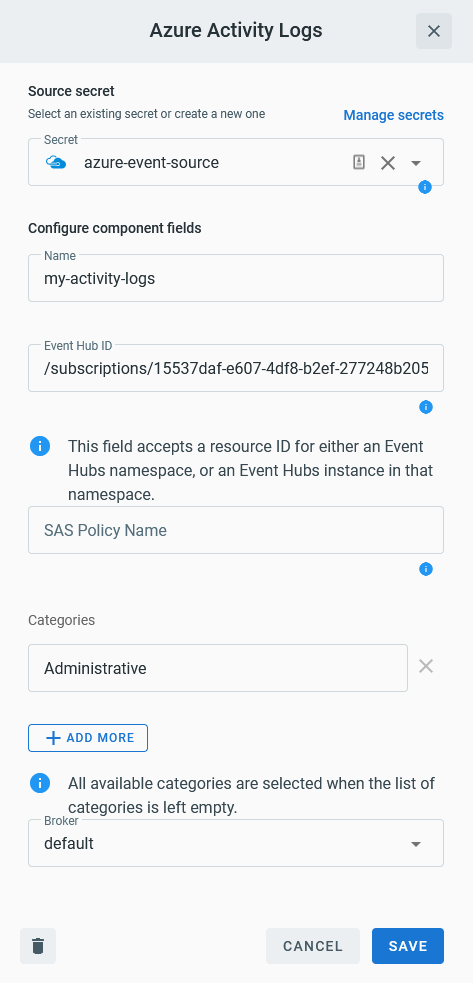 Azure Activity Logs
Source secret
Select an existing secret or create a new one
Manage secrets
Secret
azure-event-source
Configure component fields
Name
my-activity-logs
Event Hub ID
/subscriptions/15537daf-e607-4df8-b2ef-277248b205
This field accepts a resource ID for either an Event
Hubs namespace, or an Event Hubs instance in that
namespace.
SAS Policy Name
Categories
Administrative
ADD MORE
All available categories are selected when the list of
categories is left empty.
Broker
default
CANCEL
SAVE